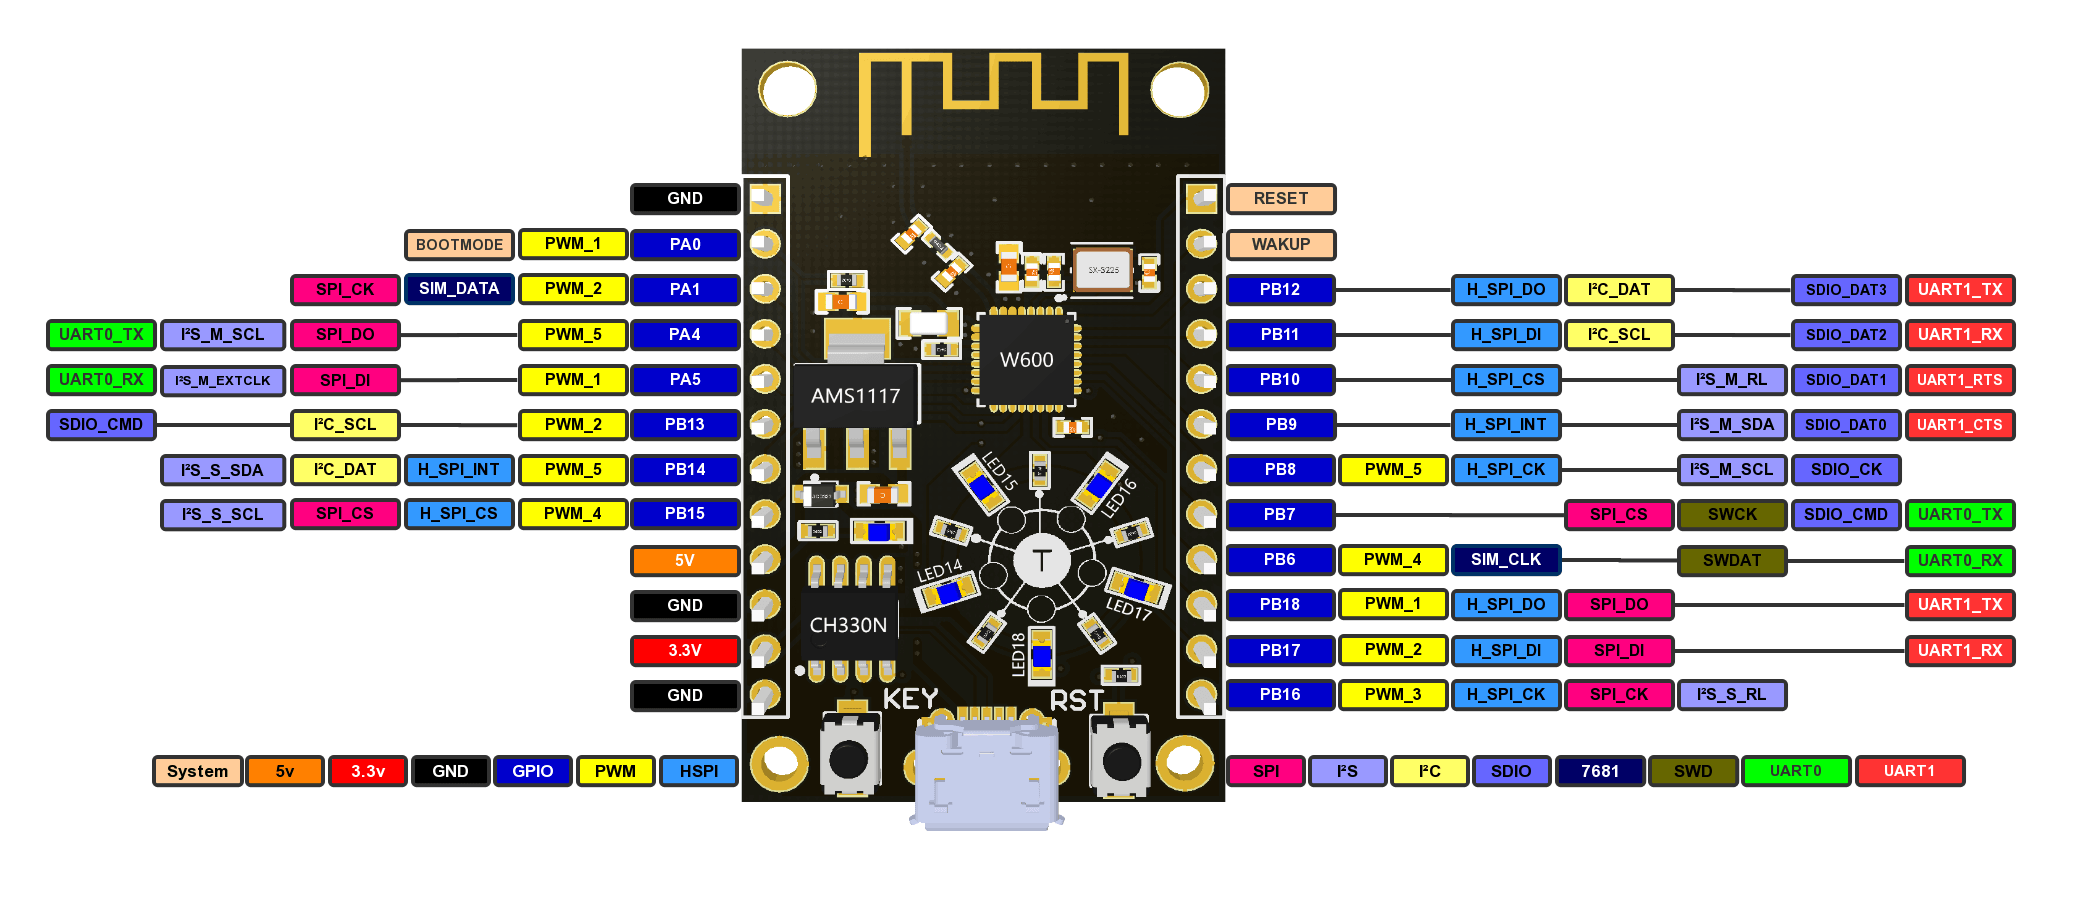 GND RESET
BOOTMODE PWM_1 PA0 WAKUP
SPI_CK SIM_DATA PWM_2 PA1 SX-3225 PB12 H_SPI_DO I²C_DAT SDIO_DAT3 UART1_TX
UART0_TX I²S_M_SCL SPI_DO PWM_5 PA4 PB11 H_SPI_DI I²C_SCL SDIO_DAT2 UART1_RX
W600
UART0_RX I²S_M_EXTCLK SPI_DI PWM_1 PA5 PB10 H_SPI_CS I²S_M_RL SDIO_DAT1 UART1_RTS
AMS1117
SDIO_CMD I²C_SCL PWM_2 PB13 PB9 H_SPI_INT I²S_M_SDA SDIO_DAT0 UART1_CTS
I²S_S_SDA I²C_DAT H_SPI_INT PWM_5 PB14 LED15 LED16 PB8 PWM_5 H_SPI_CK I²S_M_SCL SDIO_CK
I²S_S_SCL SPI_CS H_SPI_CS PWM_4 PB15 PB7 SPI_CS SWCK SDIO_CMD UART0_TX
5V T PB6 PWM_4 SIM_CLK SWDAT UART0_RX
LED14
GND LED17 PB18 PWM_1 H_SPI_DO SPI_DO UART1_TX
CH330N
3.3V LED18 PB17 PWM_2 H_SPI_DI SPI_DI UART1_RX
GND KEY RST PB16 PWM_3 H_SPI_CK SPI_CK I²S_S_RL
System 5v 3.3v GND GPIO PWM HSPI SPI I²S I²C SDIO 7681 SWD UART0 UART1